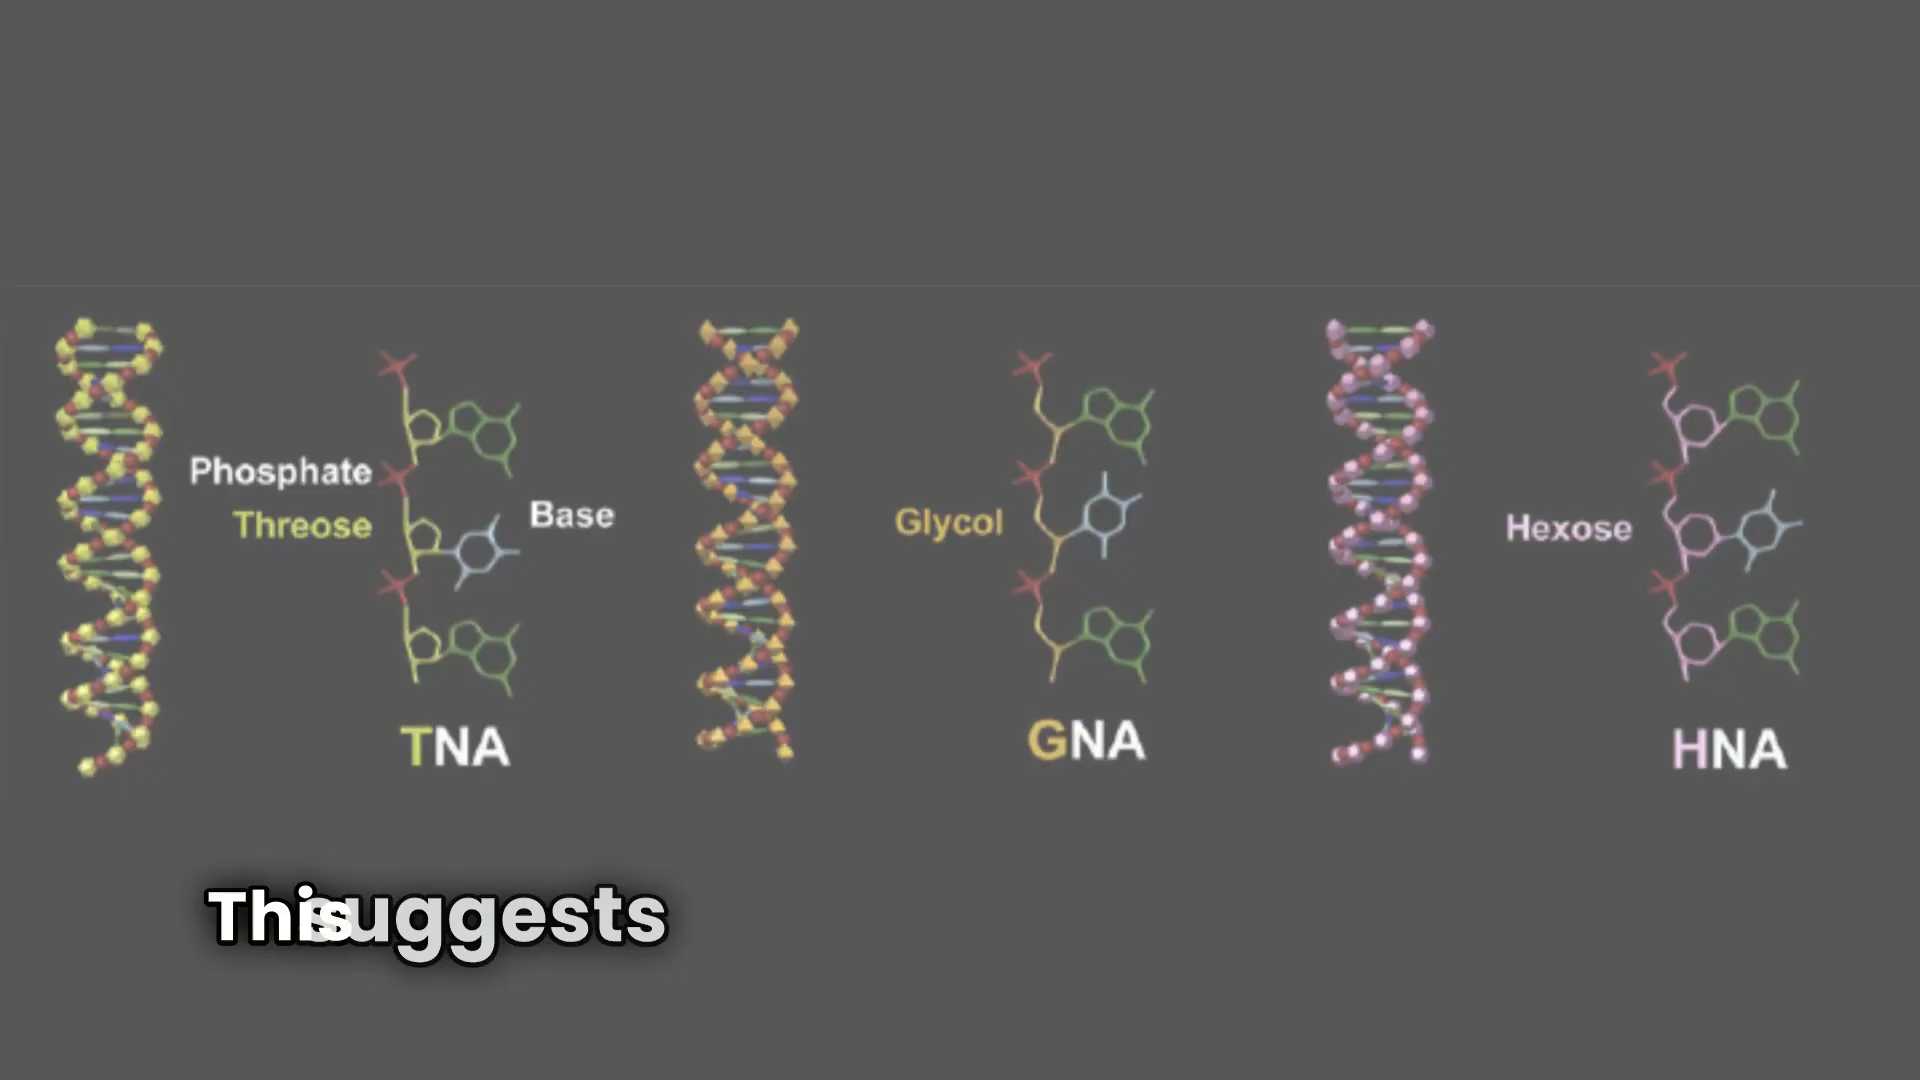 Phosphate
Threose
Base
TNA
Glycol
GNA
Hexose
HNA
This suggests